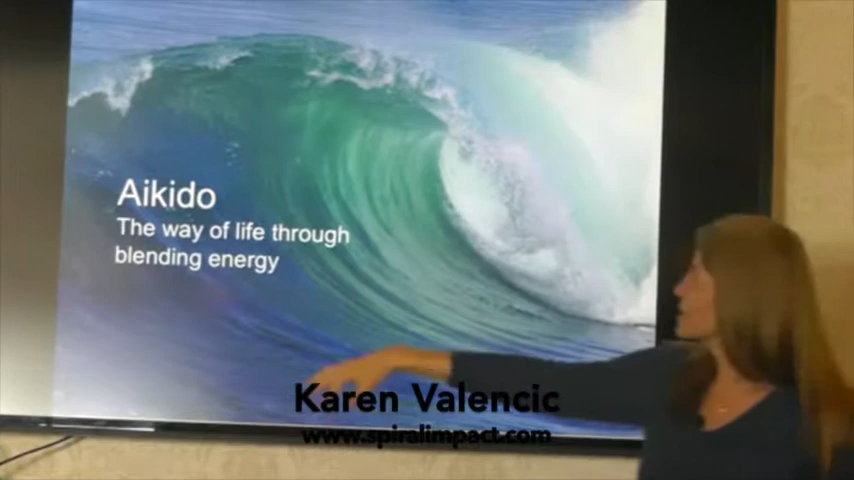 Aikido
The way of life through
blending energy
Karen Valencic
www.spiralimpact.com